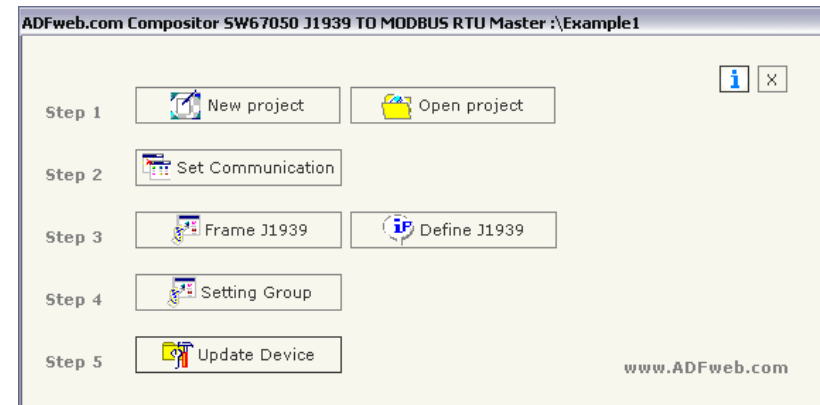 ADFweb.com Compositor SW67050 J1939 TO MODBUS RTU Master :\Example1
i X
Step 1 New project Open project
Step 2 Set Communication
Step 3 Frame J1939 iP Define J1939
Step 4 Setting Group
Step 5 Update Device
www.ADFweb.com